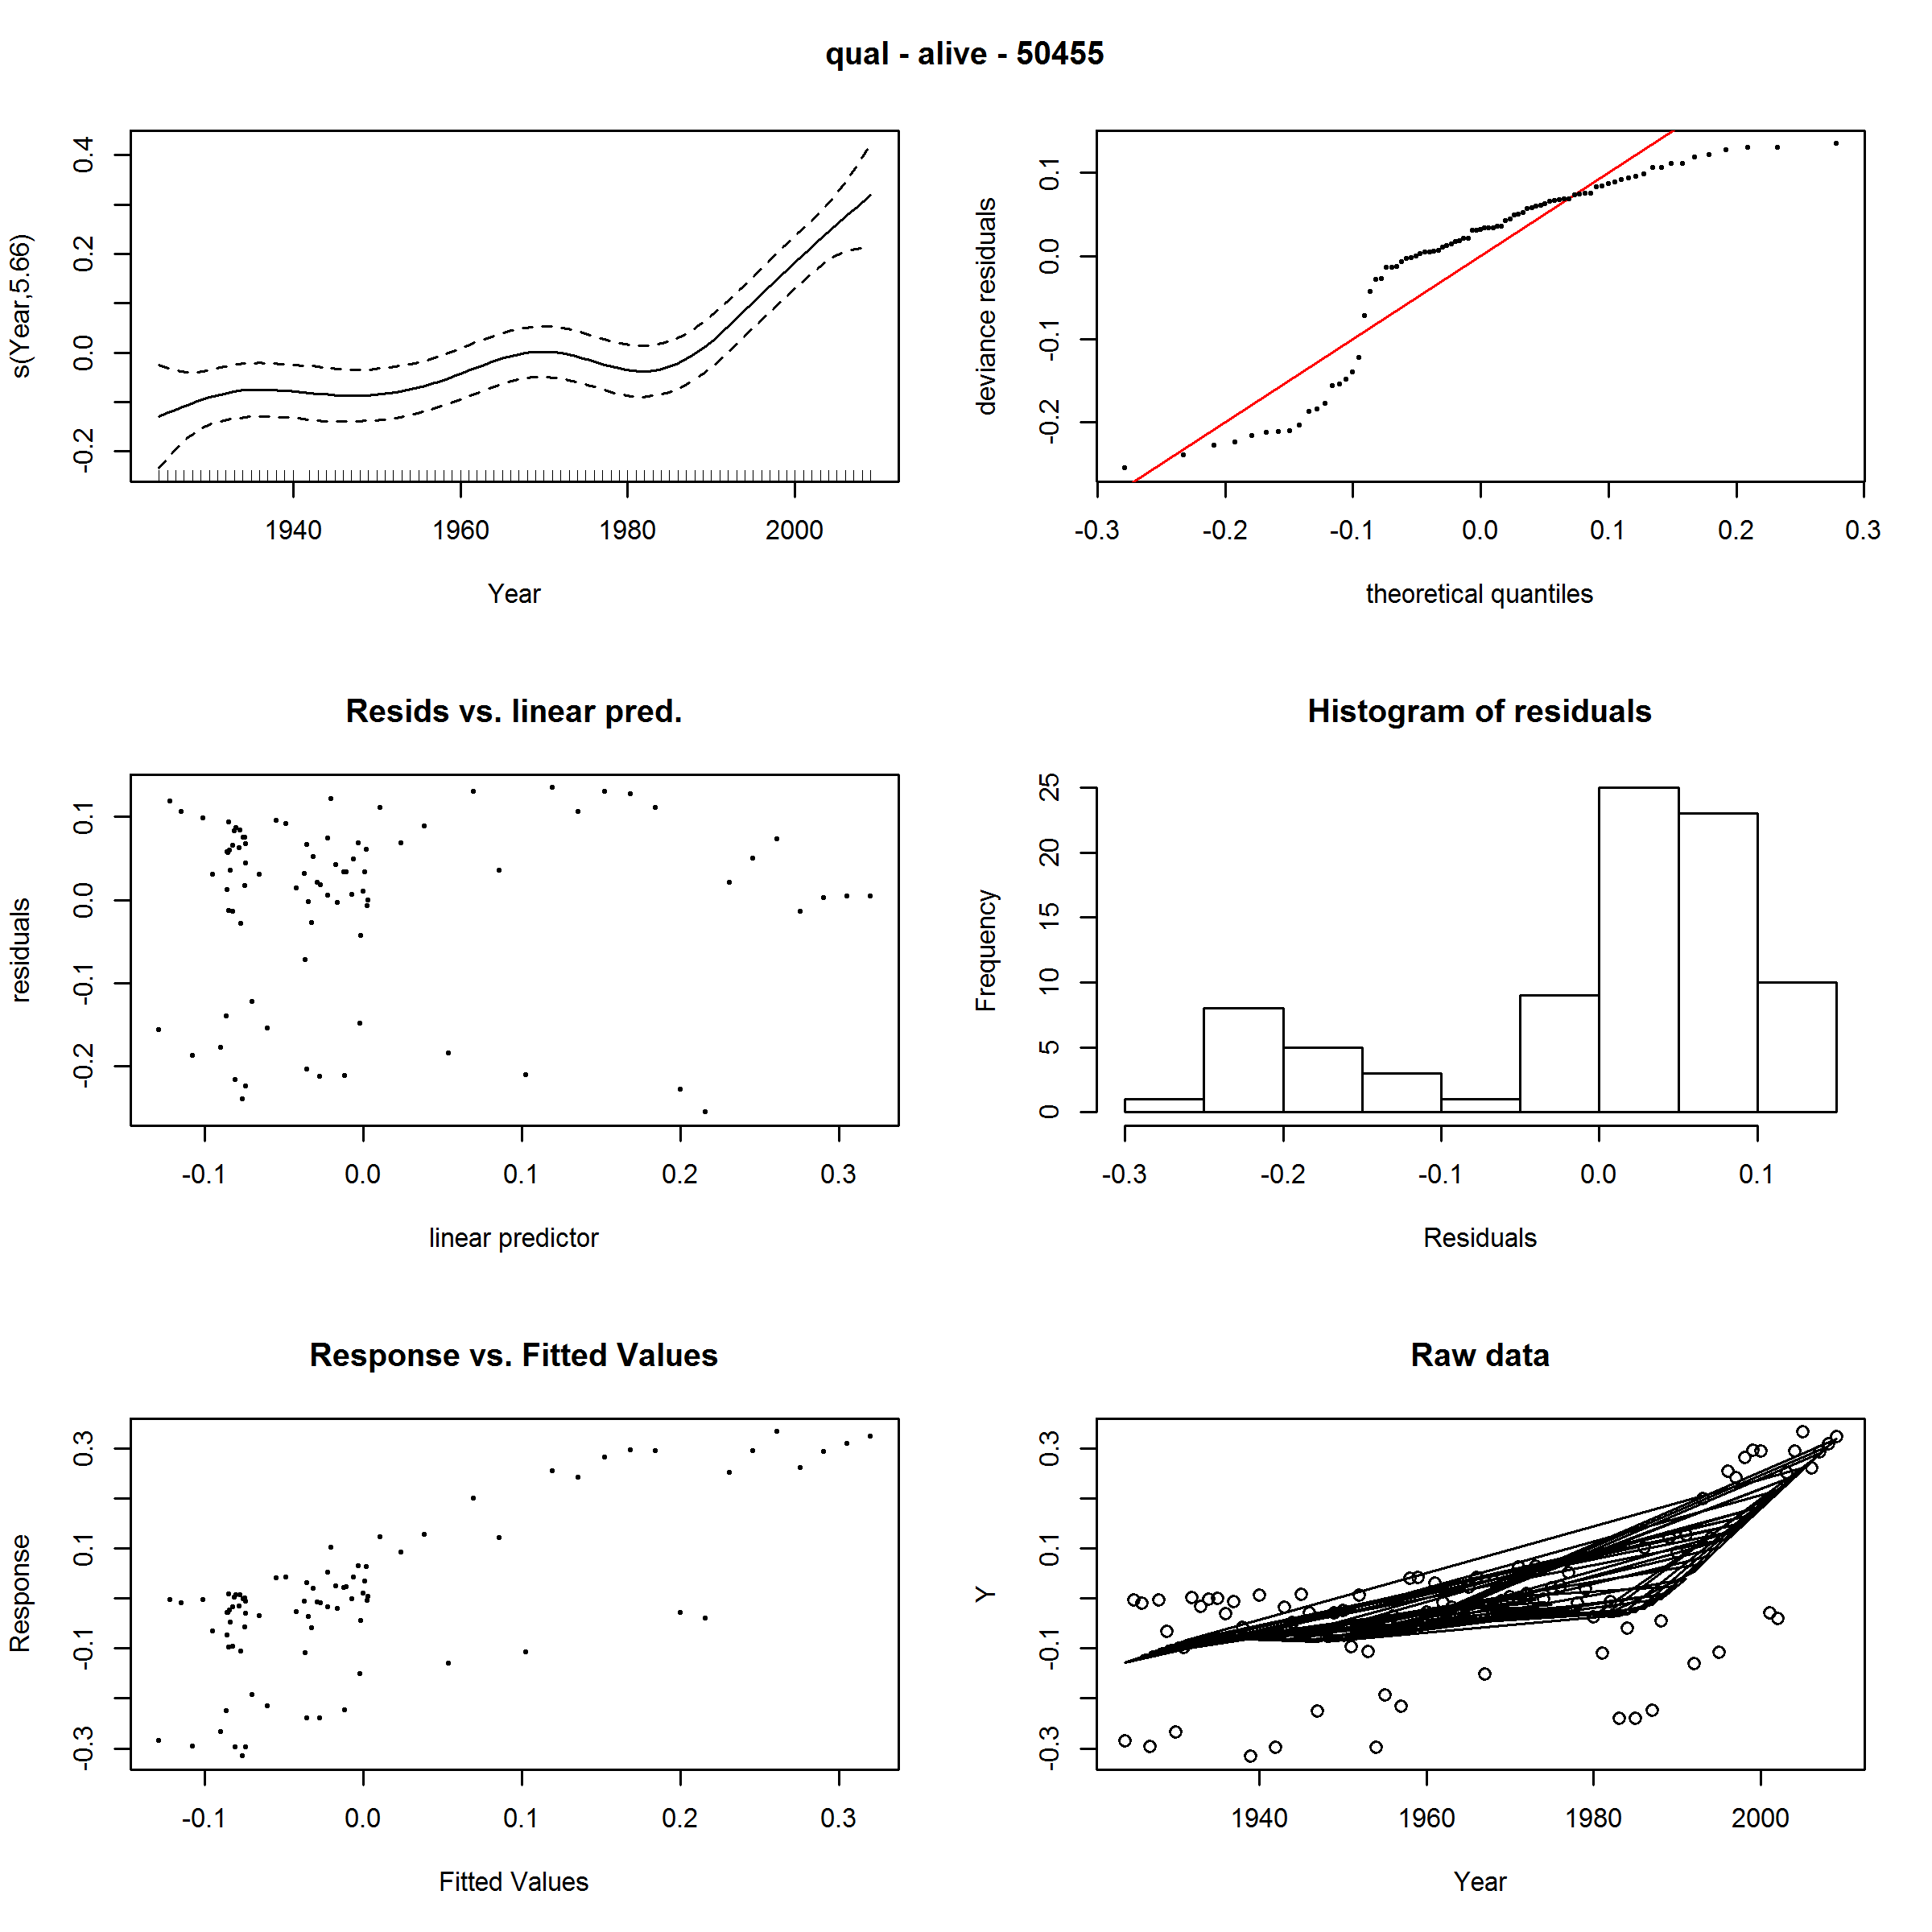 qual - alive - 50455
s(Year,5.66)
-0.2 0.0 0.2 0.4
1940 1960 1980 2000
Year
deviance residuals
-0.2 -0.1 0.0 0.1
-0.3 -0.2 -0.1 0.0 0.1 0.2 0.3
theoretical quantiles
Resids vs. linear pred.
residuals
-0.2 -0.1 0.0 0.1
-0.1 0.0 0.1 0.2 0.3
linear predictor
Histogram of residuals
Frequency
0 5 10 15 20 25
-0.3 -0.2 -0.1 0.0 0.1
Residuals
Response vs. Fitted Values
Response
-0.3 -0.1 0.1 0.3
-0.1 0.0 0.1 0.2 0.3
Fitted Values
Raw data
Y
-0.3 -0.1 0.1 0.3
1940 1960 1980 2000
Year